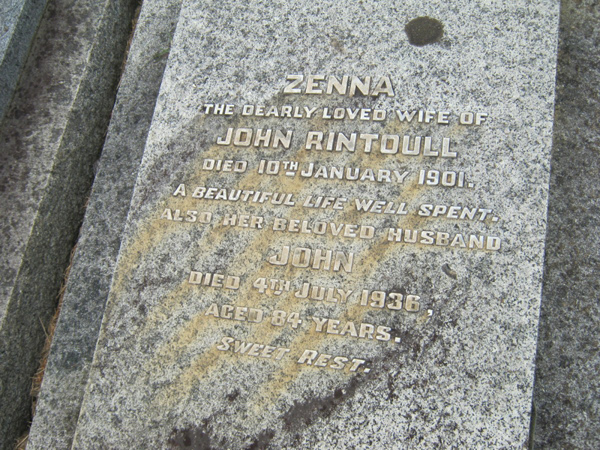 ZENNA
THE DEARLY LOVED WIFE OF
JOHN RINTOULL
DIED 10TH JANUARY 1901.
A BEAUTIFUL LIFE WELL SPENT.
ALSO HER BELOVED HUSBAND
JOHN
DIED 4TH JULY 1936,
AGED 84 YEARS.
SWEET REST.